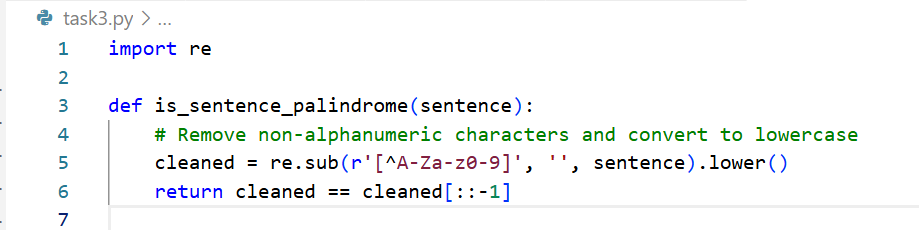 task3.py > ...
1 import re
2
3 def is_sentence_palindrome(sentence):
4     # Remove non-alphanumeric characters and convert to lowercase
5     cleaned = re.sub(r'[^A-Za-z0-9]', '', sentence).lower()
6     return cleaned == cleaned[::-1]
7